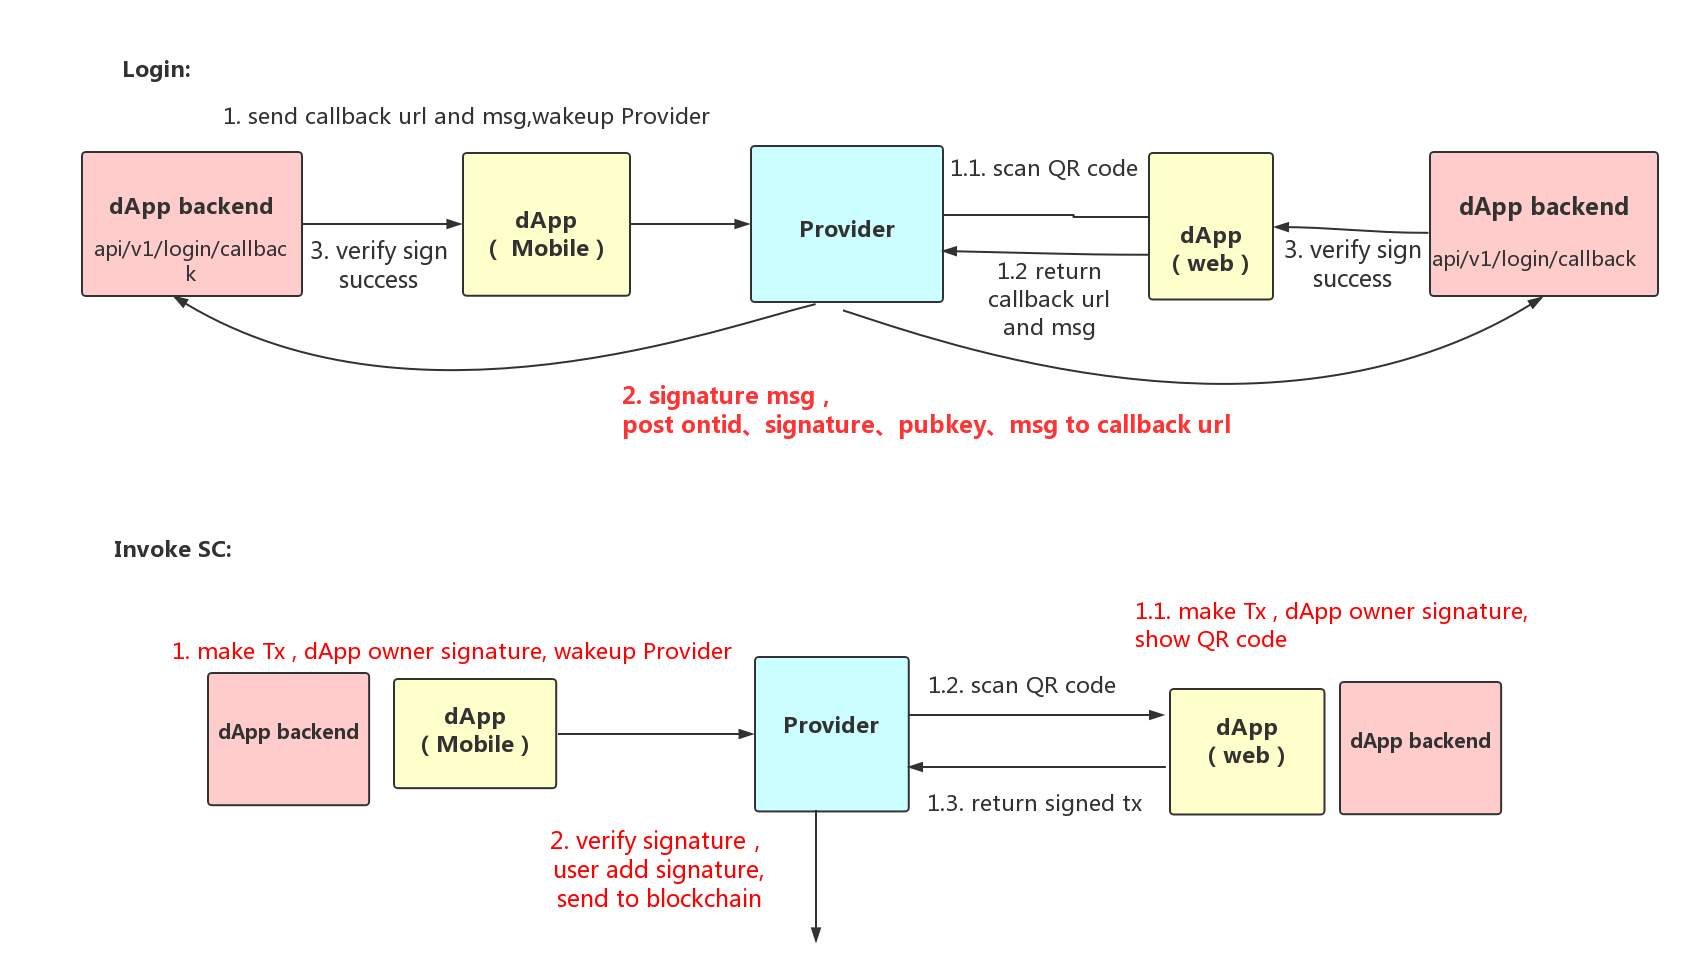 Login:
1. send callback url and msg,wakeup Provider
dApp backend
api/v1/login/callbac
k
3. verify sign
success
dApp
( Mobile )
Provider
1.1. scan QR code
1.2 return
callback url
and msg
dApp
( web )
3. verify sign
success
dApp backend
api/v1/login/callback
2. signature msg ,
post ontid、signature、pubkey、msg to callback url
Invoke SC:
1. make Tx , dApp owner signature, wakeup Provider
dApp backend
dApp
( Mobile )
Provider
1.1. make Tx , dApp owner signature,
show QR code
1.2. scan QR code
1.3. return signed tx
dApp
( web )
dApp backend
2. verify signature ,
user add signature,
send to blockchain